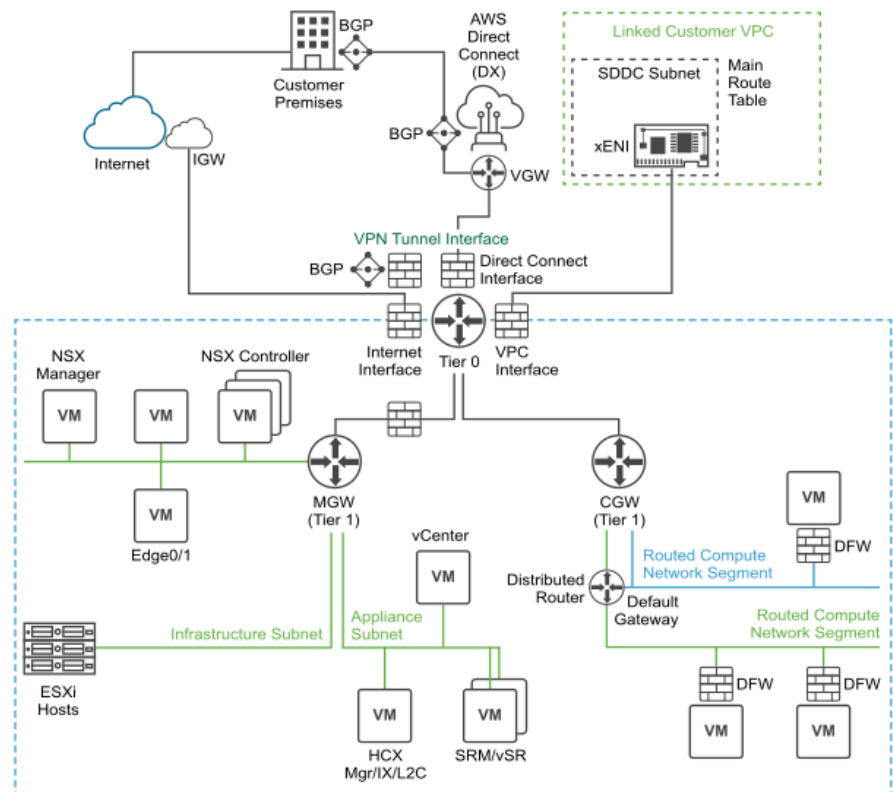 BGP
AWS
Direct
Connect
(DX)
Customer
Premises
Linked Customer VPC
SDDC Subnet
Main
Route
Table
xENI
Internet
IGW
BGP
VGW
VPN Tunnel Interface
BGP
Direct Connect
Interface
Internet
Interface
Tier 0
VPC
Interface
NSX
Manager
NSX Controller
VM
VM
VM
VM
Edge0/1
MGW
(Tier 1)
CGW
(Tier 1)
VM
DFW
vCenter
VM
Routed Compute
Network Segment
Distributed
Router
Default
Gateway
Routed Compute
Network Segment
Infrastructure Subnet
Appliance
Subnet
ESXi
Hosts
VM
HCX
Mgr/IX/L2C
VM
SRM/vSR
DFW
DFW
VM
VM